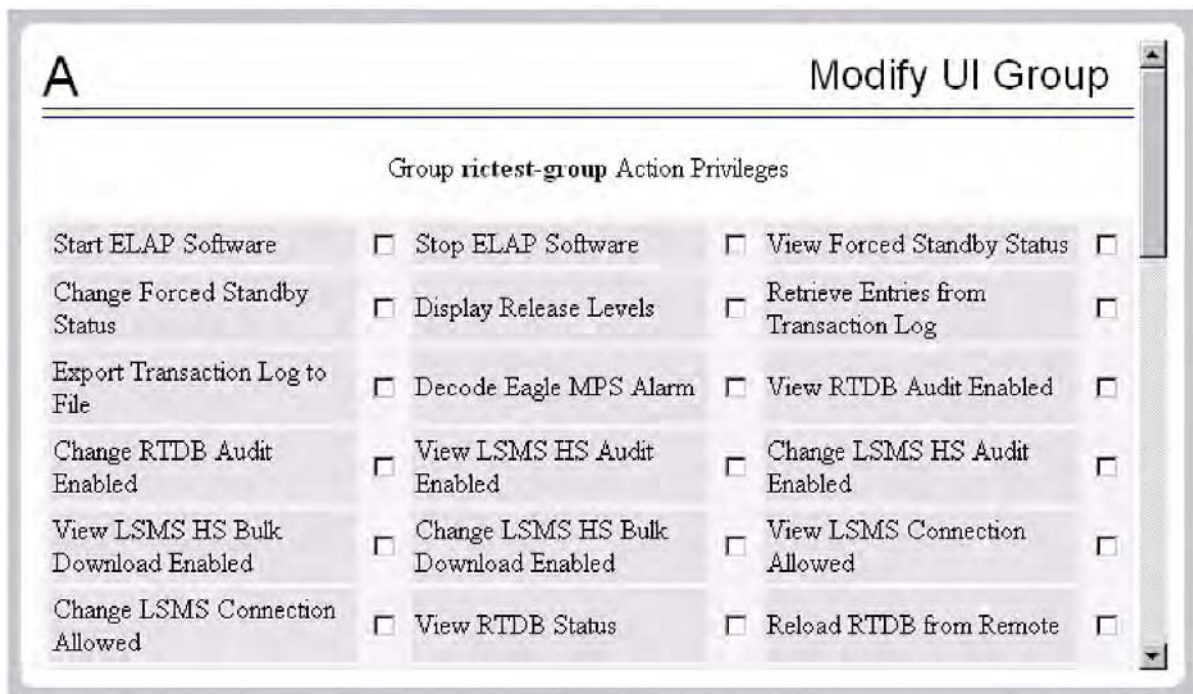 A
Modify UI Group
Group rictest-group Action Privileges
Start ELAP Software
Stop ELAP Software
View Forced Standby Status
Change Forced Standby
Status
Display Release Levels
Retrieve Entries from
Transaction Log
Export Transaction Log to
File
Decode Eagle MPS Alarm
View RTDB Audit Enabled
Change RTDB Audit
Enabled
View LSMS HS Audit
Enabled
Change LSMS HS Audit
Enabled
View LSMS HS Bulk
Download Enabled
Change LSMS HS Bulk
Download Enabled
View LSMS Connection
Allowed
Change LSMS Connection
Allowed
View RTDB Status
Reload RTDB from Remote